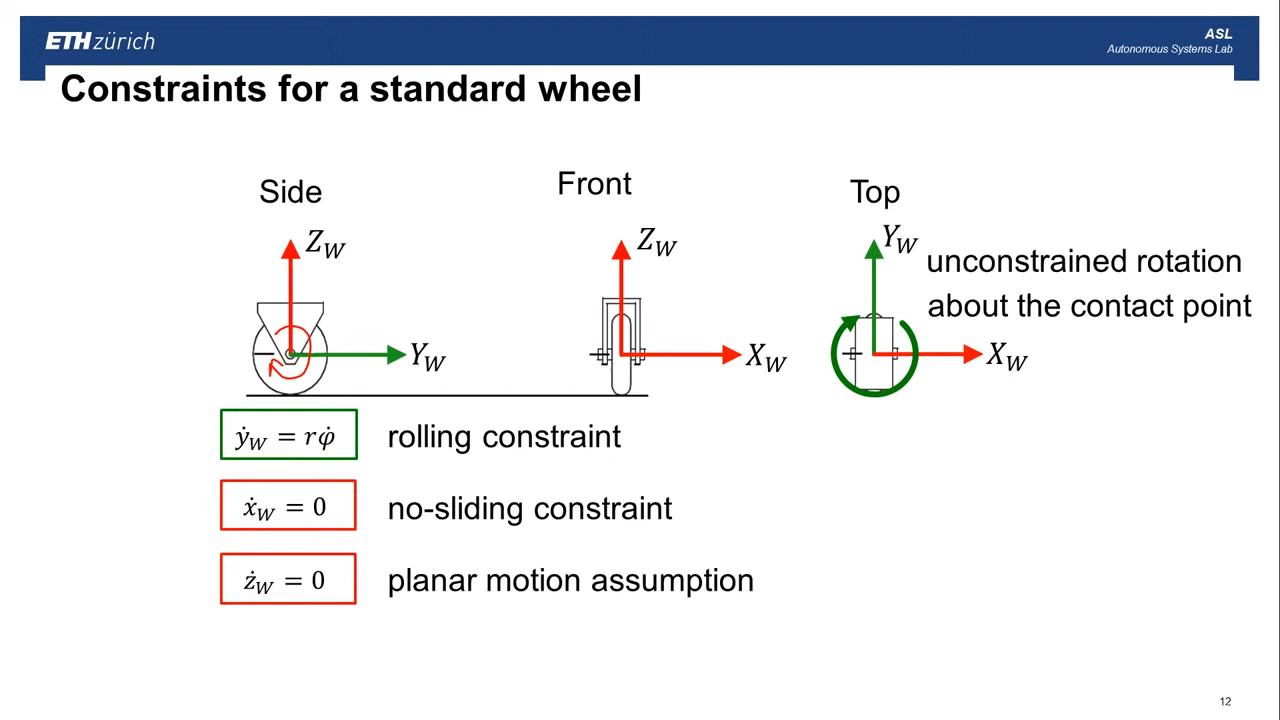 ETH zürich
ASL
Autonomous Systems Lab
Constraints for a standard wheel
Side
Front
Top
Z_W
Z_W
Y_W
unconstrained rotation
about the contact point
Y_W
X_W
X_W
ẏ_W = rφ̇
rolling constraint
ẋ_W = 0
no-sliding constraint
ż_W = 0
planar motion assumption
12